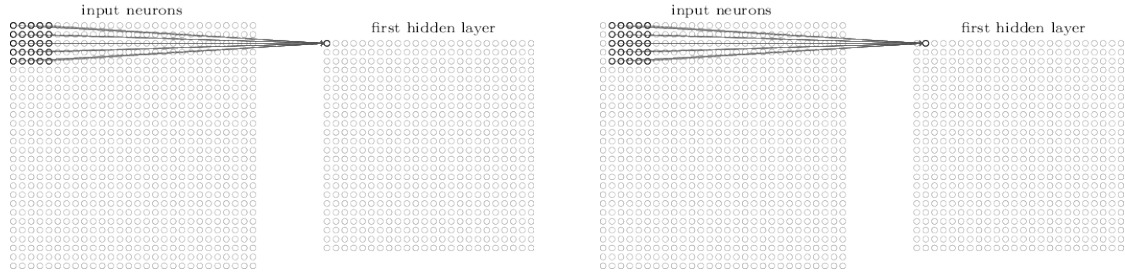 input neurons
first hidden layer
input neurons
first hidden layer